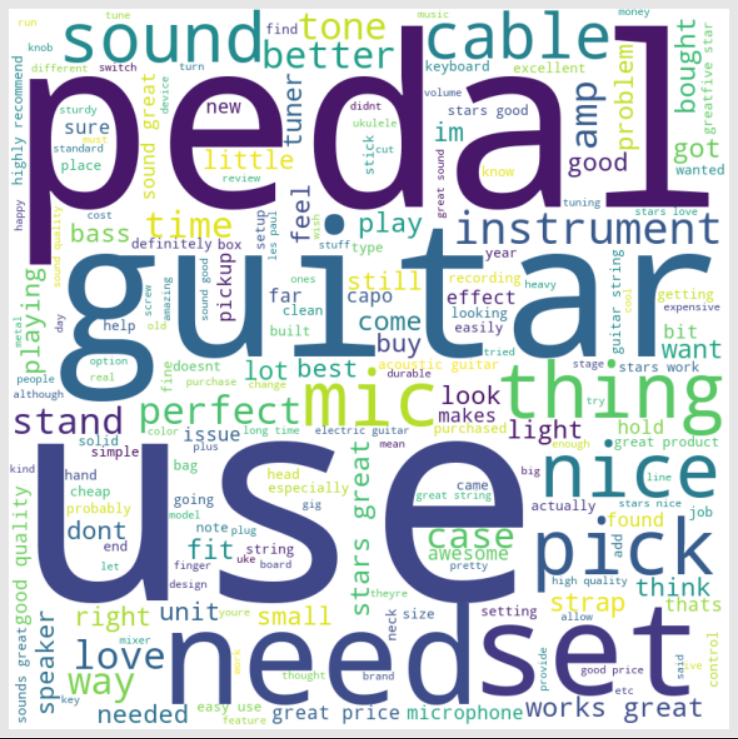 run
tune
sound
find
tone
cable
music
money
knob
better
bought
different
switch
turn
keyboard
excellent
highly recommend
pedal
sturdy
device
sound great
new
tuner
didnt
volume
stars good
amp
problem
greatfive star
sure
ukulele
im
standard
must
stick
cut
good
got
place
little
great sound
know
wanted
review
happy
cost
time
setup
feel
wish
play
instrument
tuning
stars love
bass
les paul
definitely
box
stuff
type
sound quality
guitar
pickup
year
still
recording
heavy
getting
playing
screw
amazing
sound good
ones
far
capo
effect
looking
guitar string
cool
expensive
metal
day
help
old
clean
built
come
easily
bit
buy
tried
want
option
fine
doesnt
lot
best
acoustic guitar
stage
stars work
people
real
purchase
change
durable
although
mic
look
thing
try
stand
perfect
makes
purchased
light
hold
color
issue
long time
electric guitar
enough
great product
solid
plus
mean
simple
kind
hand
bag
head
came
big
nice
line
use
cheap
going
especially
great string
actually
stars nice
probably
model
gig
stars great
found
job
good quality
dont
note
plug
case
pick
add
end
fit
string
awesome
let
uke
board
pretty
high quality
think
finger
theyre
design
strap
thats
right
unit
youre
small
neck
size
setting
allow
sounds great
speaker
love
mixer
need
set
provide
said
ive
control
way
work
thought
brand
good price
key
easy use
etc
needed
feature
great price
microphone
works great